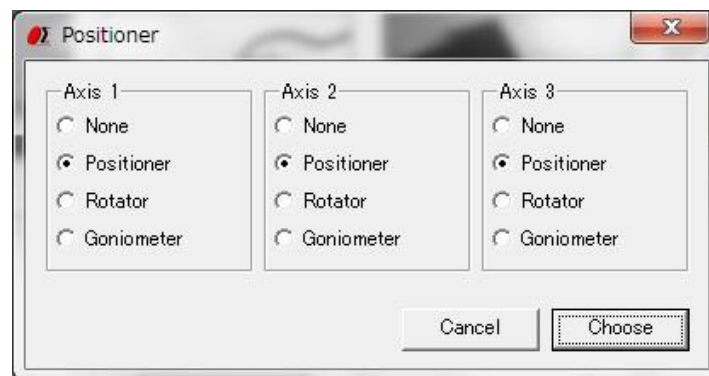 Positioner
Axis 1
None
Positioner
Rotator
Goniometer
Axis 2
None
Positioner
Rotator
Goniometer
Axis 3
None
Positioner
Rotator
Goniometer
Cancel
Choose